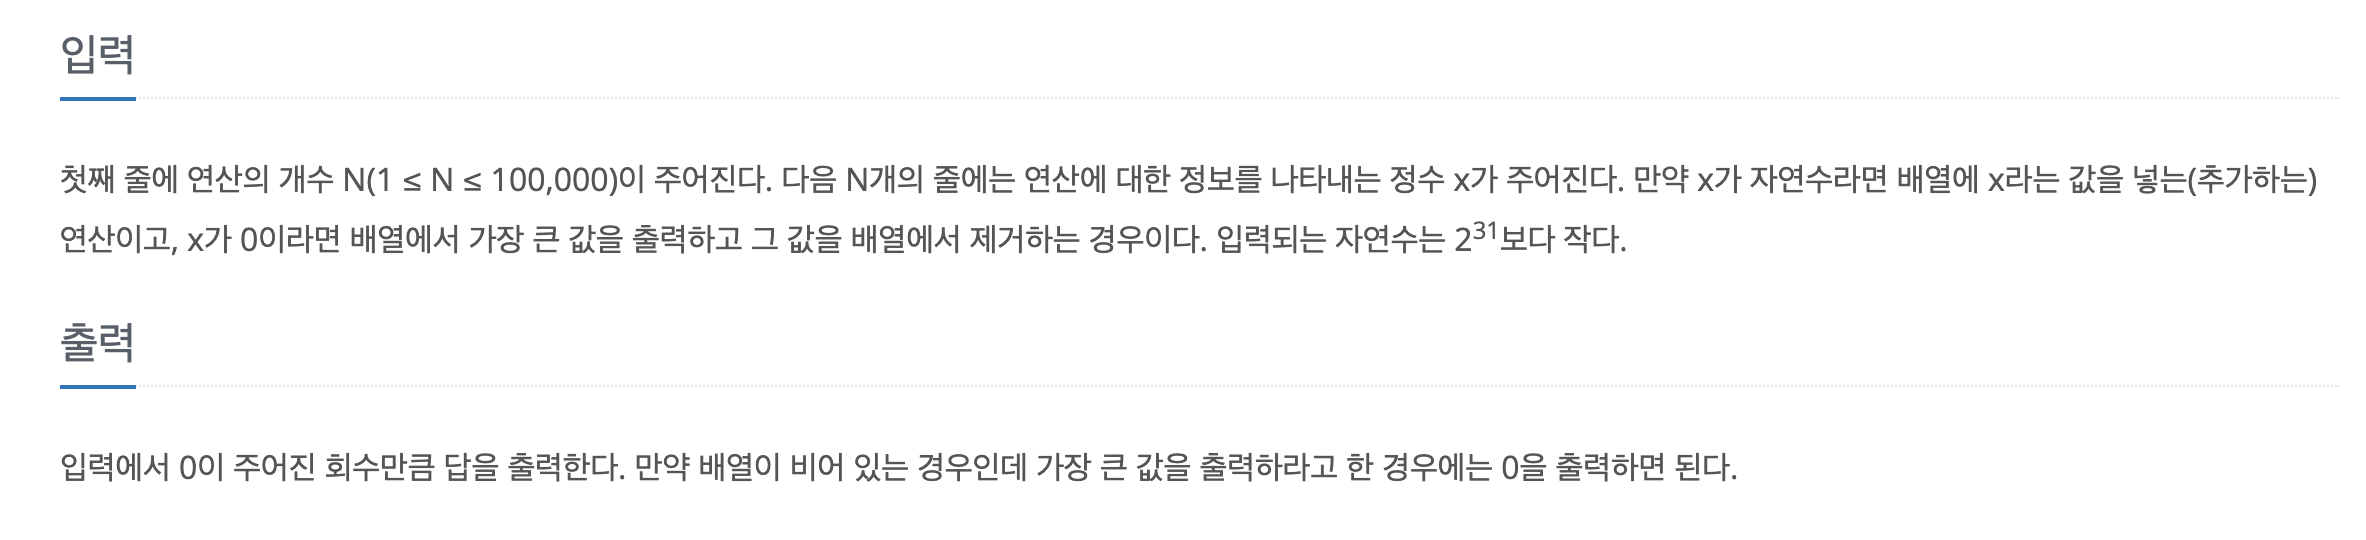 입력
첫째 줄에 연산의 개수 N(1 ≤ N ≤ 100,000)이 주어진다. 다음 N개의 줄에는 연산에 대한 정보를 나타내는 정수 x가 주어진다. 만약 x가 자연수라면 배열에 x라는 값을 넣는(추가하는)
연산이고, x가 0이라면 배열에서 가장 큰 값을 출력하고 그 값을 배열에서 제거하는 경우이다. 입력되는 자연수는 2³¹보다 작다.
출력
입력에서 0이 주어진 회수만큼 답을 출력한다. 만약 배열이 비어 있는 경우인데 가장 큰 값을 출력하라고 한 경우에는 0을 출력하면 된다.